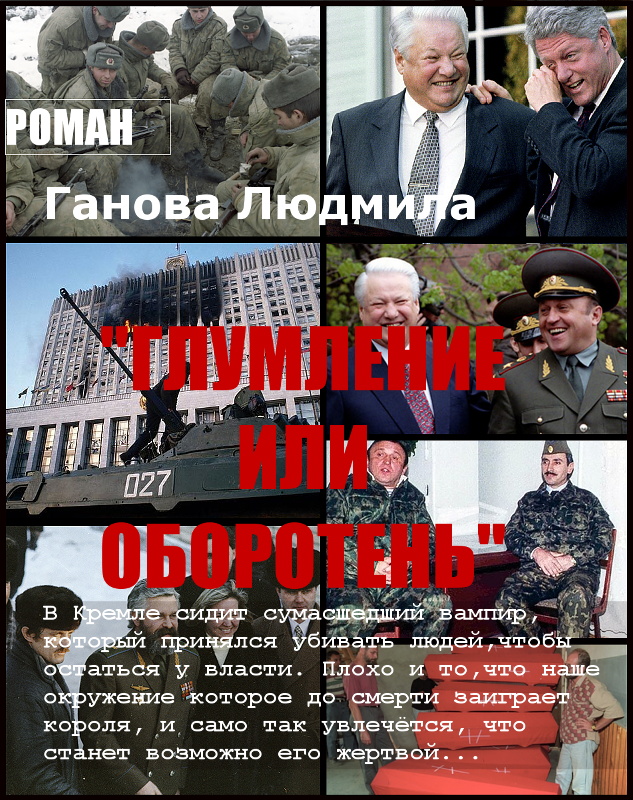 РОМАН
Ганова Людмила
"ГЛУМЛЕНИЕ
ИЛИ
ОБОРОТЕНЬ"
027
В Кремле сидит сумасшедший вампир,
который принялся убивать людей,чтобы
остаться у власти. Плохо и то,что наше
окружение которое до смерти заиграет
короля, и само так увлечётся, что
станет возможно его жертвой...